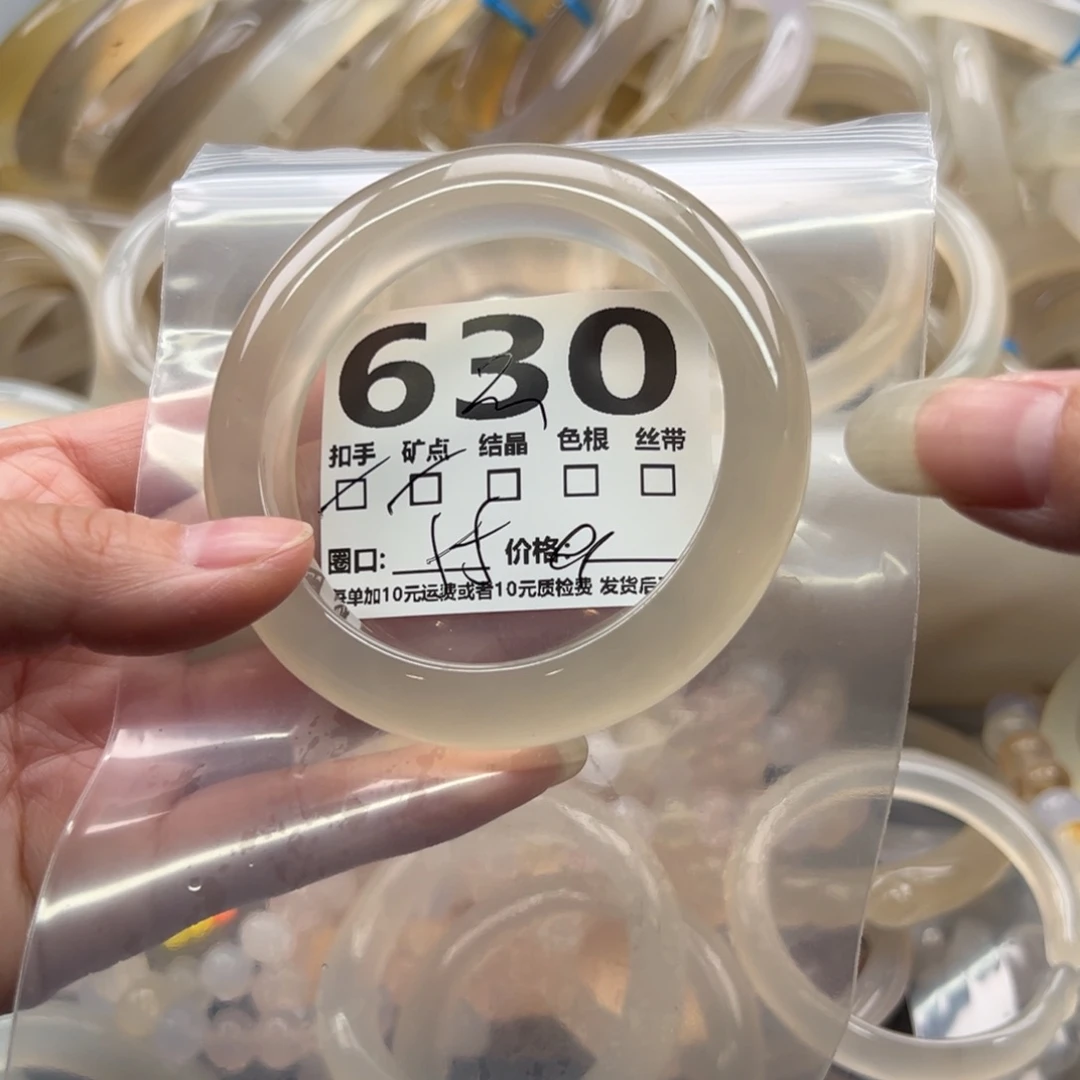 630
扣手 矿点 结晶 色根 丝带
圈口: 价格:
单加10元运费或者10元质检费 发货后